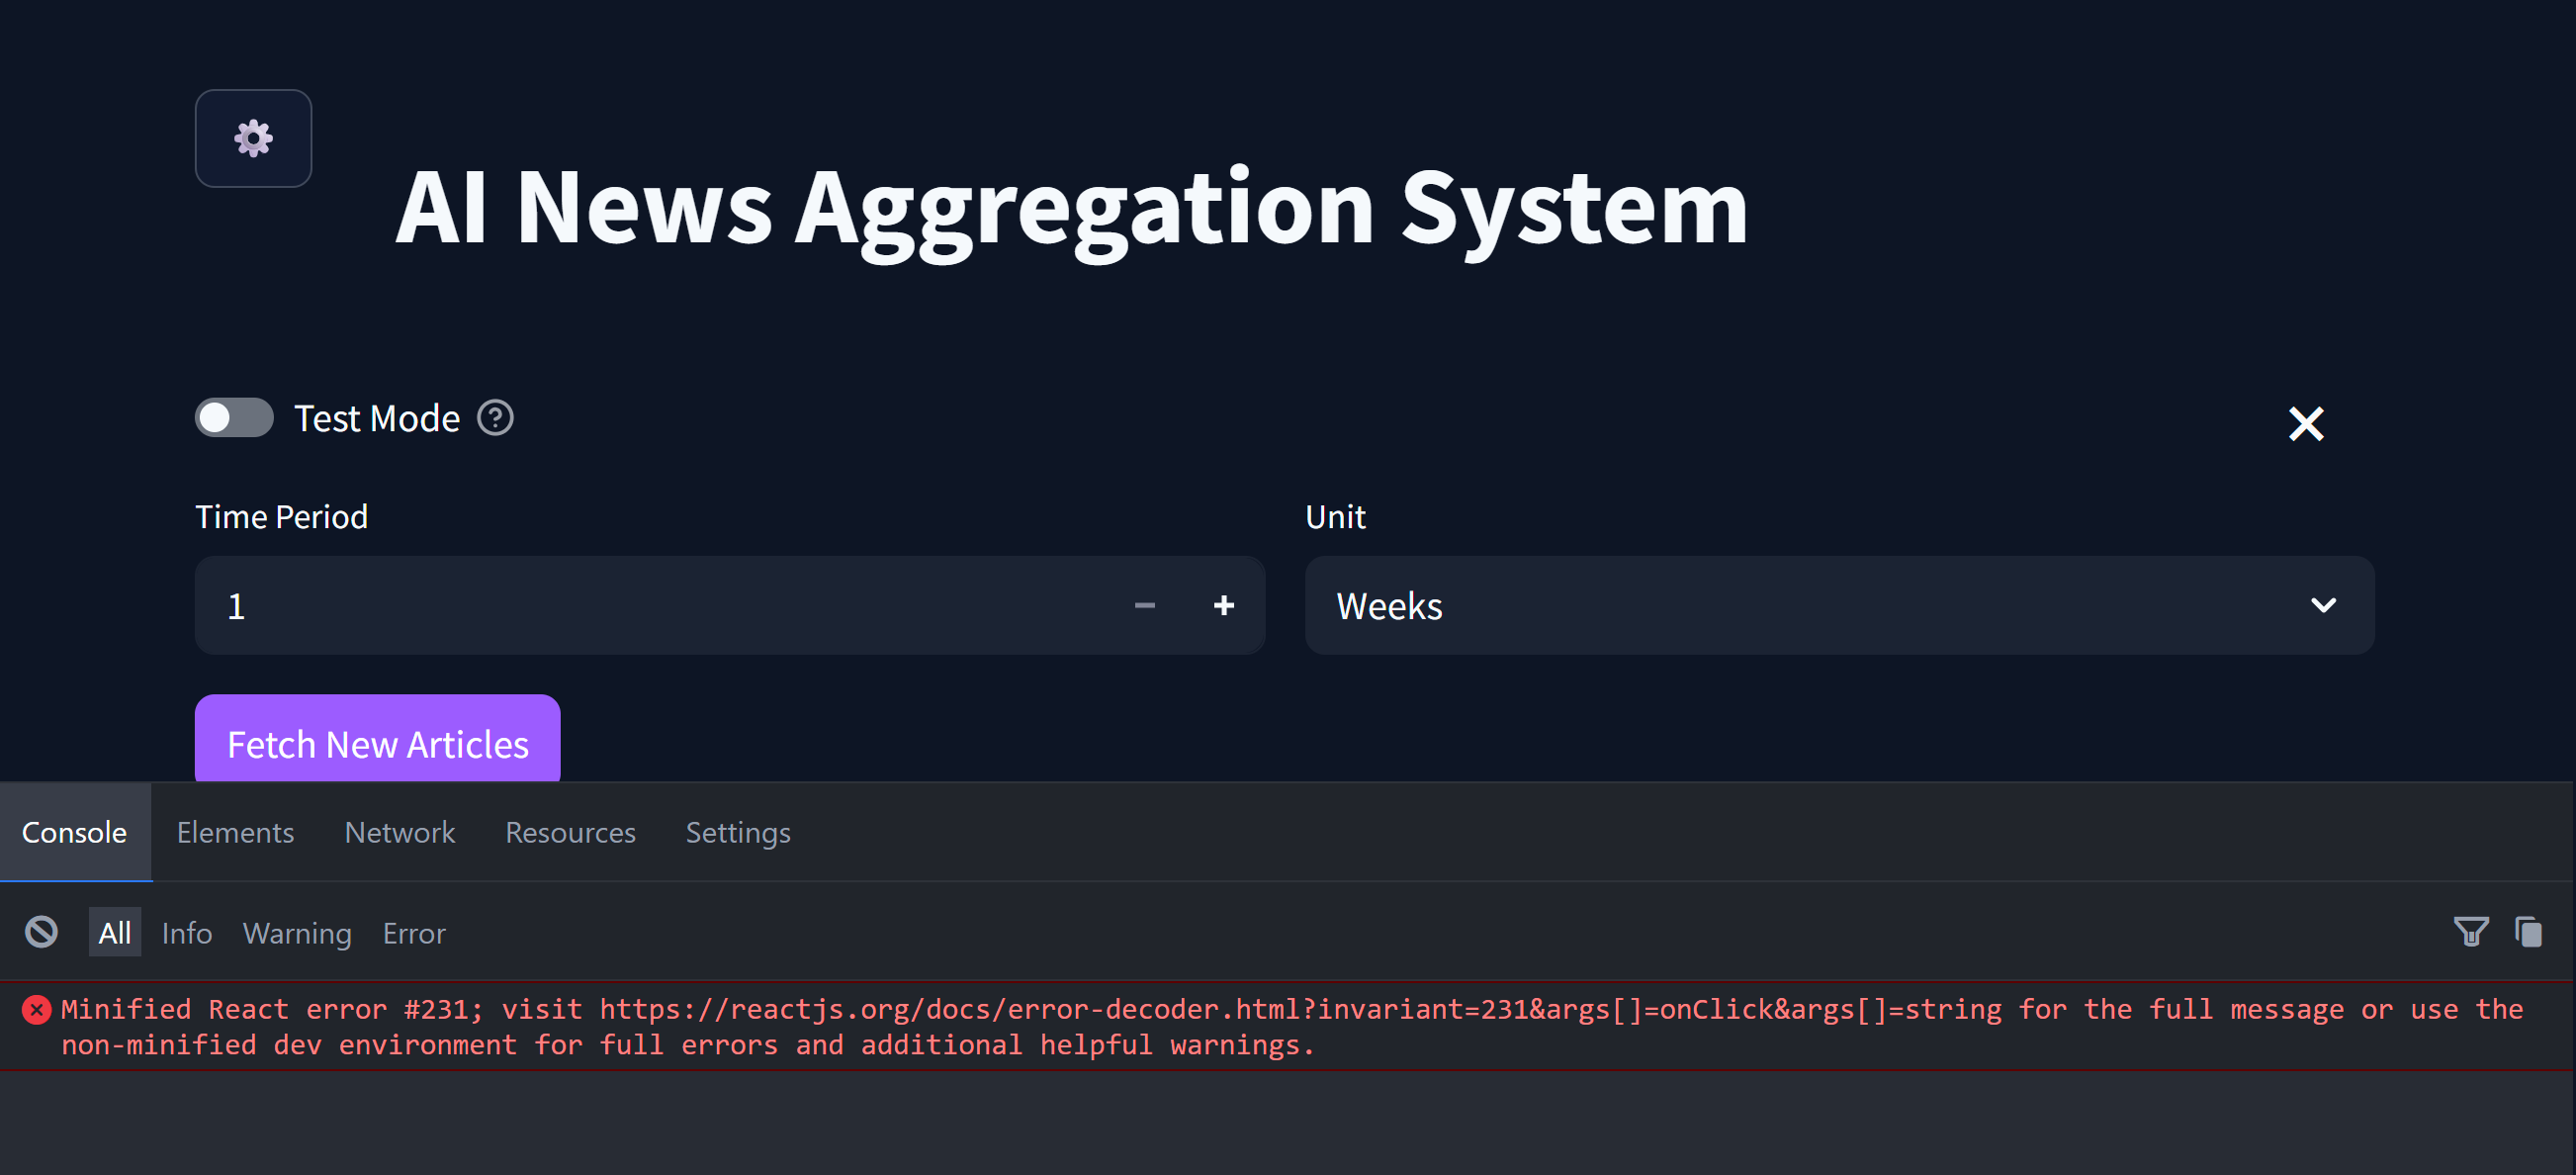 AI News Aggregation System
Test Mode
Time Period
Unit
1
Weeks
Fetch New Articles
Console Elements Network Resources Settings
All Info Warning Error
Minified React error #231; visit https://reactjs.org/docs/error-decoder.html?invariant=231&args[]=onClick&args[]=string for the full message or use the
non-minified dev environment for full errors and additional helpful warnings.